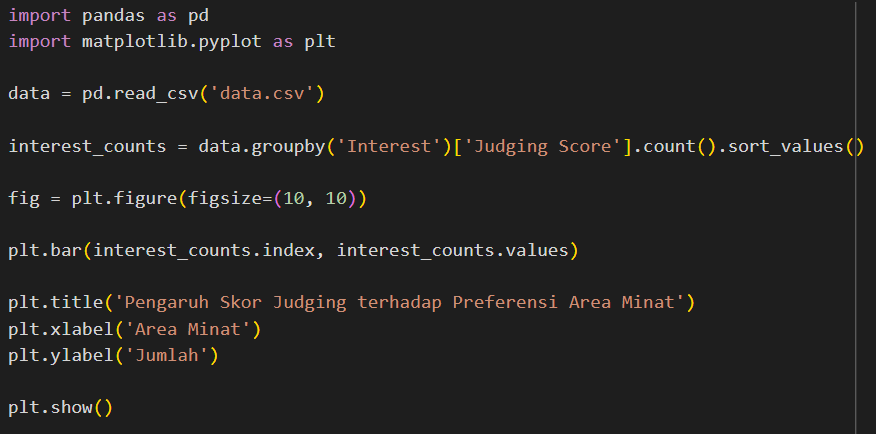 import pandas as pd
import matplotlib.pyplot as plt
data = pd.read_csv('data.csv')
interest_counts = data.groupby('Interest')['Judging Score'].count().sort_values()
fig = plt.figure(figsize=(10, 10))
plt.bar(interest_counts.index, interest_counts.values)
plt.title('Pengaruh Skor Judging terhadap Preferensi Area Minat')
plt.xlabel('Area Minat')
plt.ylabel('Jumlah')
plt.show()